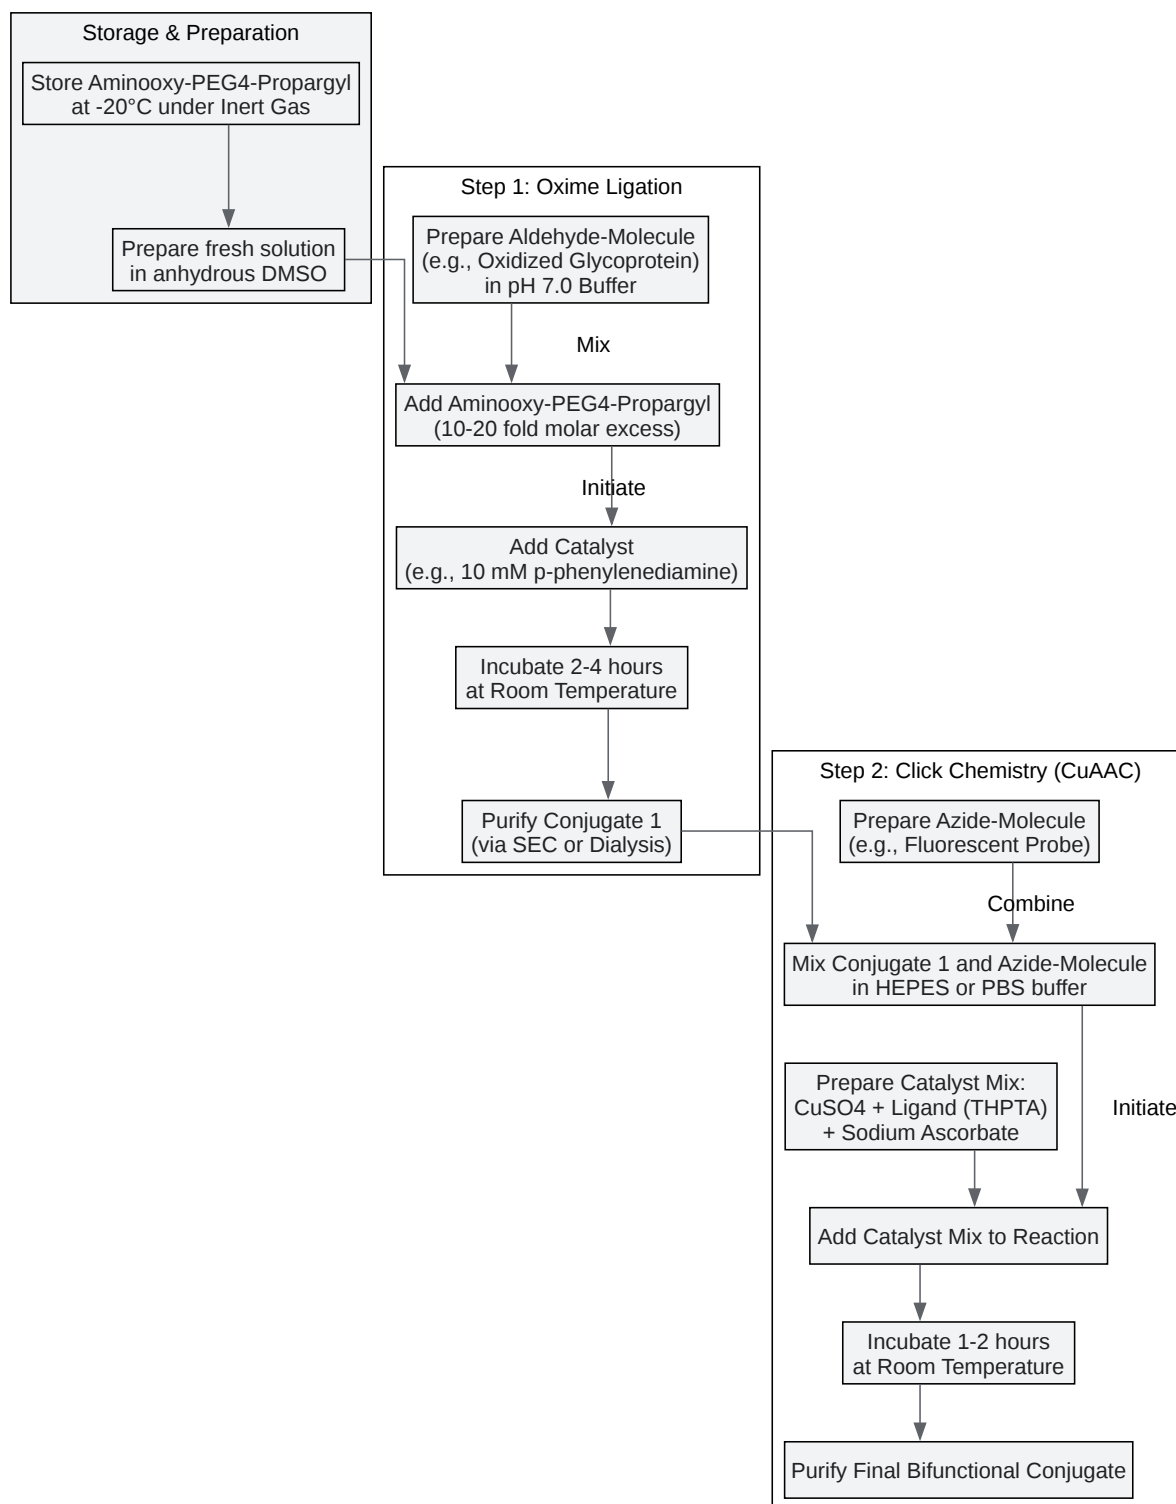 Storage & Preparation
Store Aminooxy-PEG4-Propargyl
at -20°C under Inert Gas
Prepare fresh solution
in anhydrous DMSO
Step 1: Oxime Ligation
Prepare Aldehyde-Molecule
(e.g., Oxidized Glycoprotein)
in pH 7.0 Buffer
Mix
Add Aminooxy-PEG4-Propargyl
(10-20 fold molar excess)
Initiate
Add Catalyst
(e.g., 10 mM p-phenylenediamine)
Incubate 2-4 hours
at Room Temperature
Purify Conjugate 1
(via SEC or Dialysis)
Step 2: Click Chemistry (CuAAC)
Prepare Azide-Molecule
(e.g., Fluorescent Probe)
Combine
Mix Conjugate 1 and Azide-Molecule
in HEPES or PBS buffer
Prepare Catalyst Mix:
CuSO4 + Ligand (THPTA)
+ Sodium Ascorbate
Initiate
Add Catalyst Mix to Reaction
Incubate 1-2 hours
at Room Temperature
Purify Final Bifunctional Conjugate